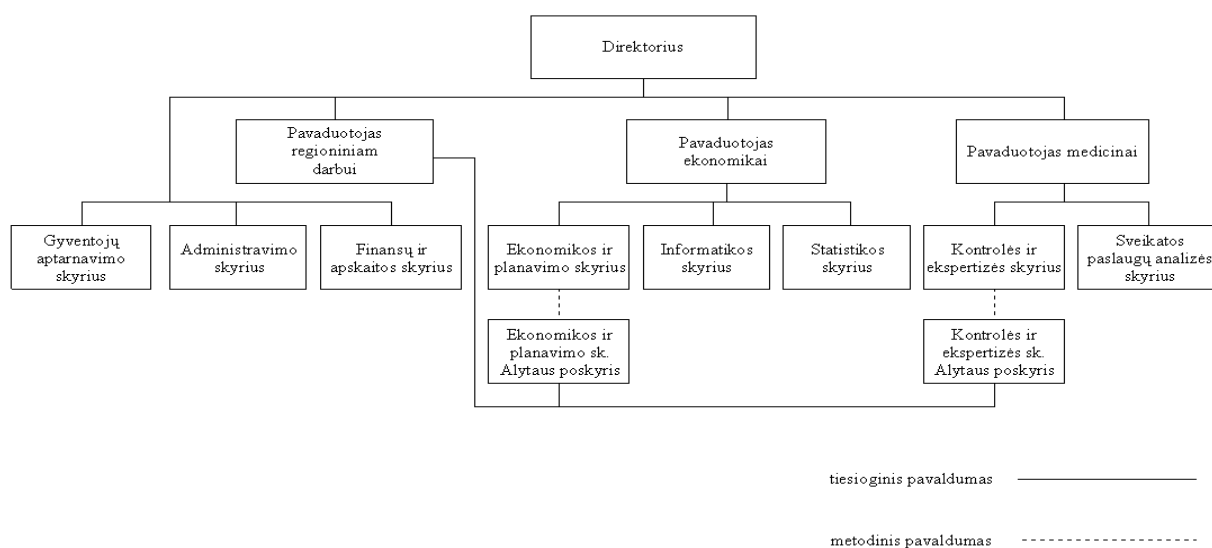 Direktorius
Pavaduotojas
regioniniam
darbui
Pavaduotojas
ekonomikai
Pavaduotojas medicinai
Gyventojų
aptarnavimo
skyrius
Administravimo
skyrius
Finansų ir
apskaitos skyrius
Ekonomikos ir
planavimo skyrius
Informatikos
skyrius
Statistikos
skyrius
Kontrolės ir
ekspertizės skyrius
Sveikatos
paslaugų analizės
skyrius
Ekonomikos ir
planavimo sk.
Alytaus poskyris
Kontrolės ir
ekspertizės sk.
Alytaus poskyris
tiesioginis pavaldumas
metodinis pavaldumas